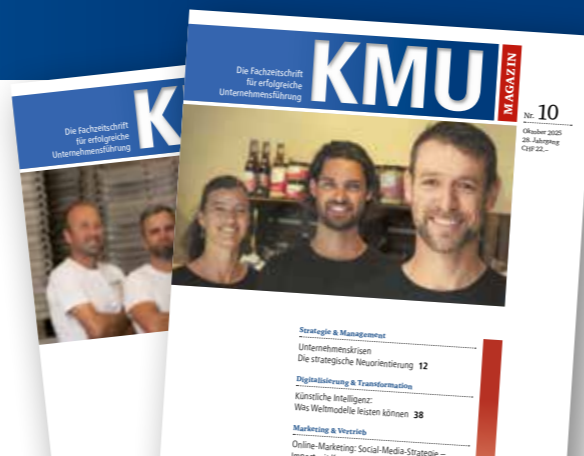 Die Fachzeitschrift
für erfolgreiche
Unternehmensführung
KMU
MAGAZIN
Nr. 10
Oktober 2025
28. Jahrgang
CHF 22.–
Strategie & Management
Unternehmenskrisen
Die strategische Neuorientierung 12
Digitalisierung & Transformation
Künstliche Intelligenz:
Was Weltmodelle leisten können 38
Marketing & Vertrieb
Online-Marketing: Social-Media-Strategie –
Die Fachzeitschrift
für erfolgreiche
Unternehmensführung
K